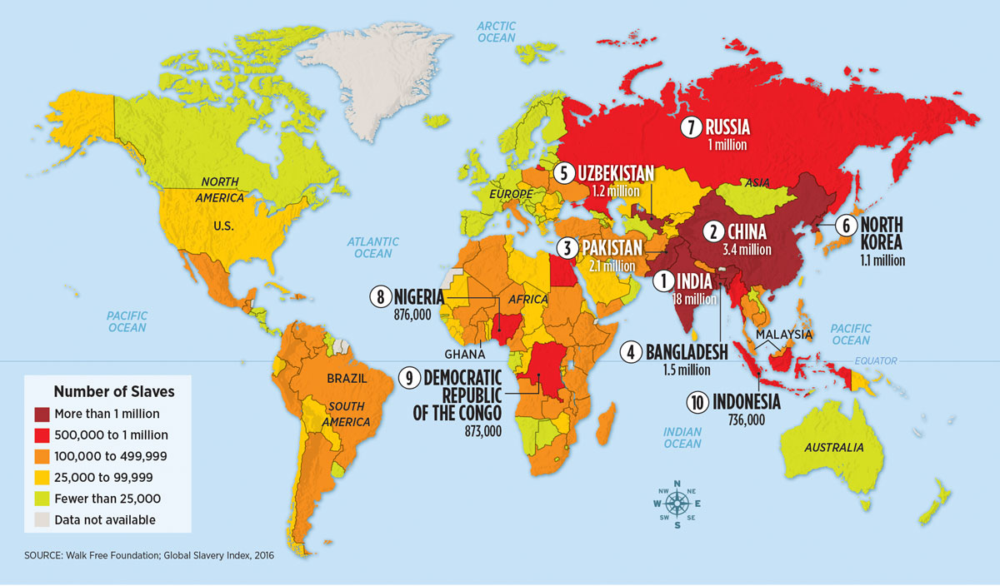 ARCTIC
OCEAN
7 RUSSIA
1 million
5 UZBEKISTAN
1.2 million
ASIA
NORTH
AMERICA
EUROPE
U.S.
2 CHINA
3.4 million
6 NORTH
KOREA
1.1 million
ATLANTIC
OCEAN
3 PAKISTAN
2.1 million
1 INDIA
18 million
8 NIGERIA
876,000
AFRICA
PACIFIC
OCEAN
MALAYSIA
PACIFIC
OCEAN
GHANA
4 BANGLADESH
1.5 million
EQUATOR
BRAZIL
9 DEMOCRATIC
REPUBLIC
OF THE CONGO
873,000
SOUTH
AMERICA
10 INDONESIA
736,000
INDIAN
OCEAN
AUSTRALIA
Number of Slaves
More than 1 million
500,000 to 1 million
100,000 to 499,999
25,000 to 99,999
Fewer than 25,000
Data not available
N
NW NE
W E
SW SE
S
SOURCE: Walk Free Foundation; Global Slavery Index, 2016